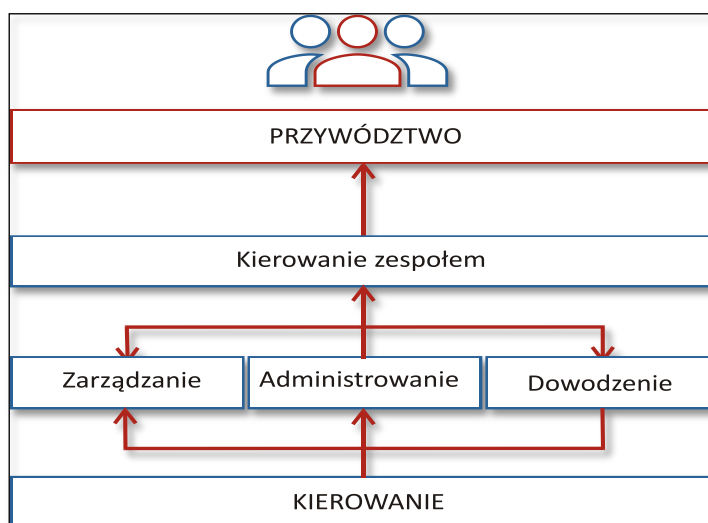 PRZYWÓDZTWO
Kierowanie zespołem
Zarządzanie
Administrowanie
Dowodzenie
KIEROWANIE